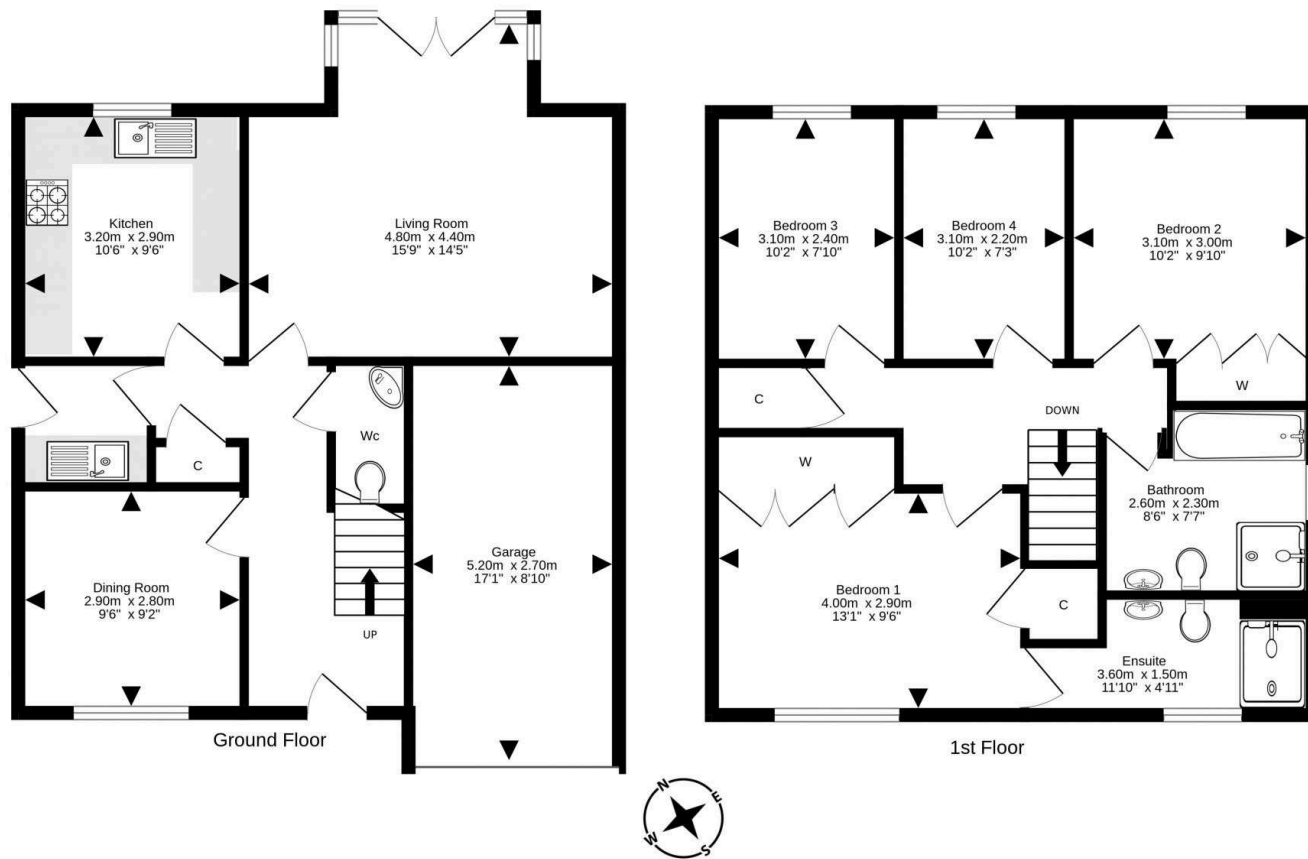 Kitchen
3.20m x 2.90m
10'6" x 9'6"
Living Room
4.80m x 4.40m
15'9" x 14'5"
Wc
C
Dining Room
2.90m x 2.80m
9'6" x 9'2"
UP
Garage
5.20m x 2.70m
17'1" x 8'10"
Ground Floor
Bedroom 3
3.10m x 2.40m
10'2" x 7'10"
Bedroom 4
3.10m x 2.20m
10'2" x 7'3"
Bedroom 2
3.10m x 3.00m
10'2" x 9'10"
C
DOWN
W
W
Bathroom
2.60m x 2.30m
8'6" x 7'7"
Bedroom 1
4.00m x 2.90m
13'1" x 9'6"
C
Ensuite
3.60m x 1.50m
11'10" x 4'11"
1st Floor
N
E
W
S